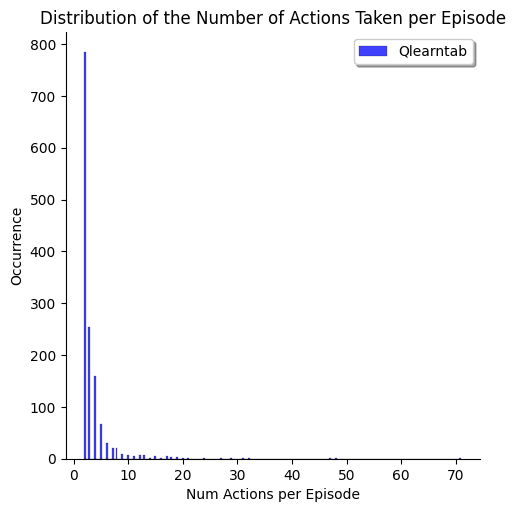 Distribution of the Number of Actions Taken per Episode
Qlearntab
Occurrence
800
700
600
500
400
300
200
100
0
0 10 20 30 40 50 60 70
Num Actions per Episode